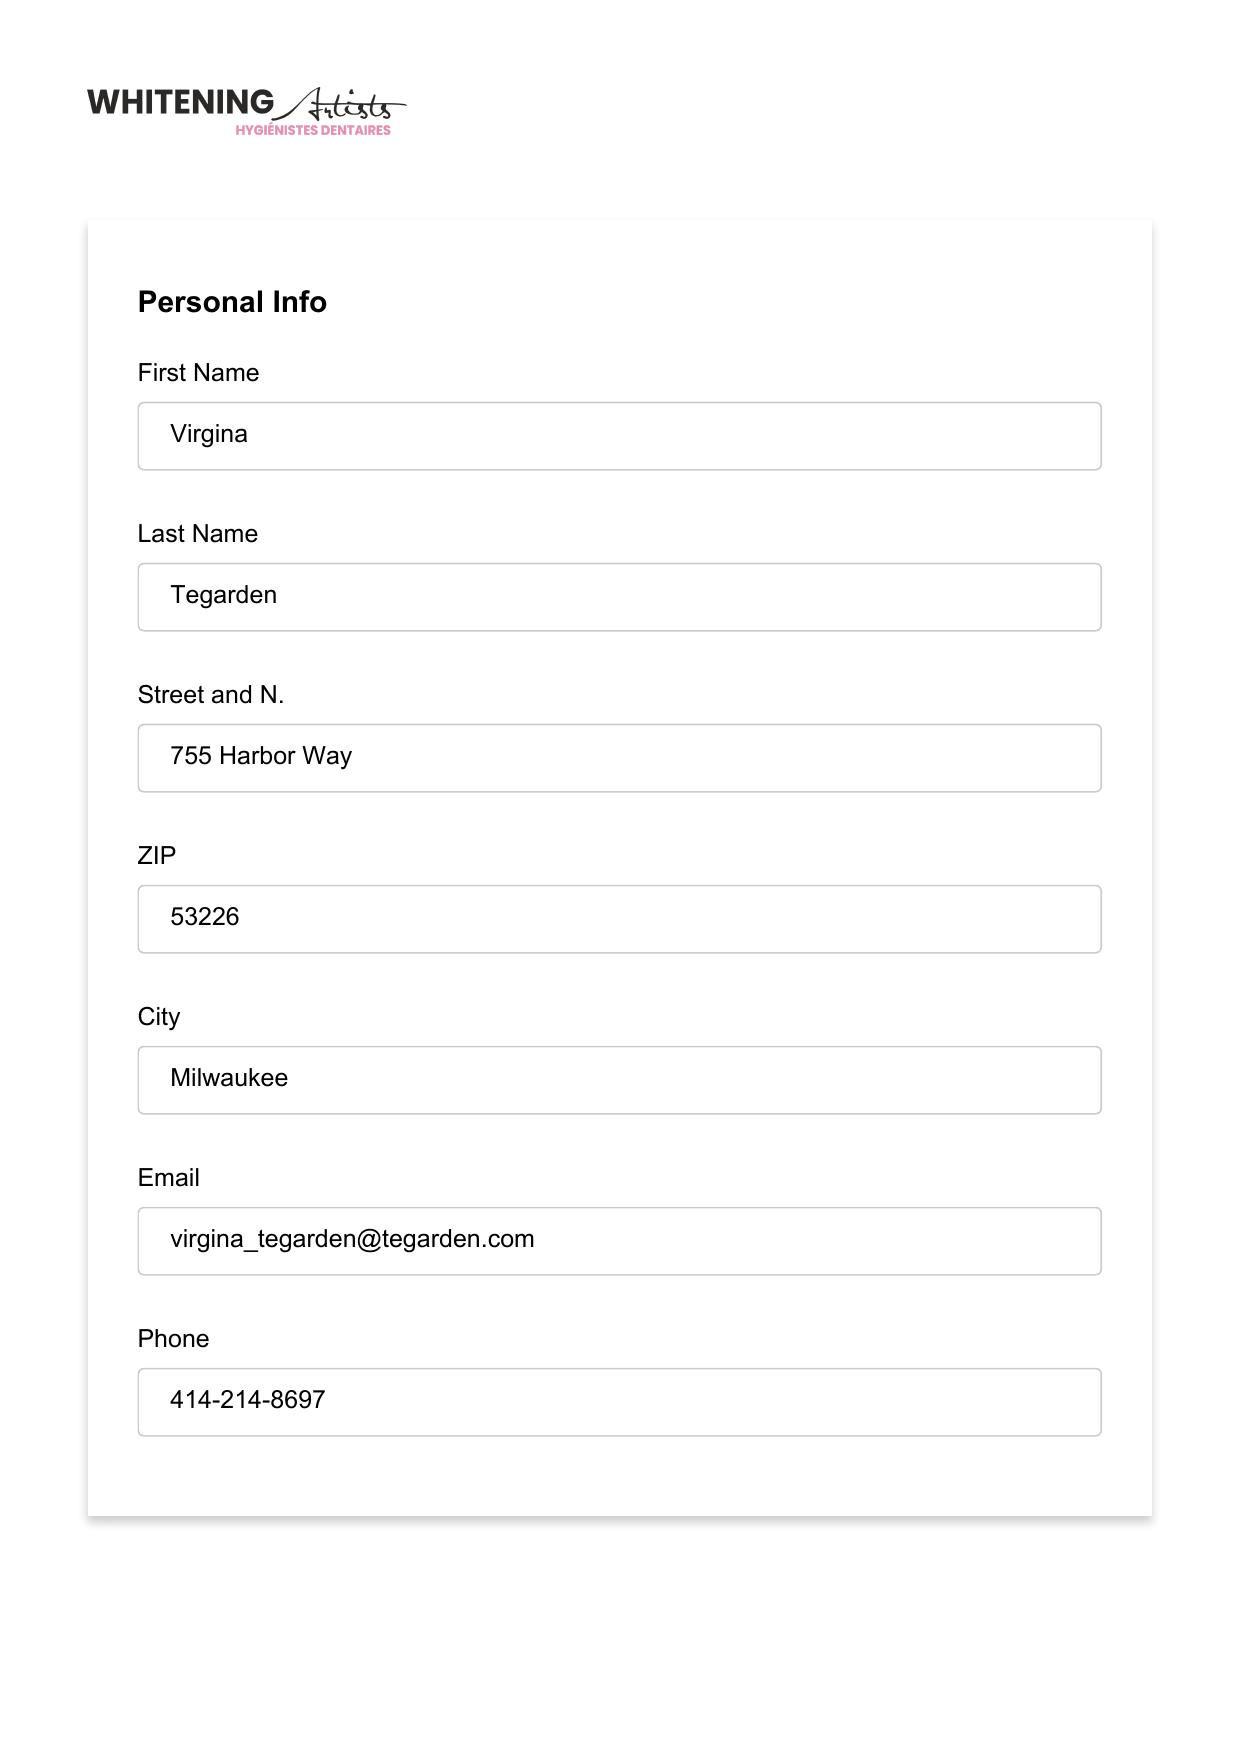 WHITENING Artists
HYGIÉNISTES DENTAIRES
Personal Info
First Name
Virgina
Last Name
Tegarden
Street and N.
755 Harbor Way
ZIP
53226
City
Milwaukee
Email
virgina_tegarden@tegarden.com
Phone
414-214-8697